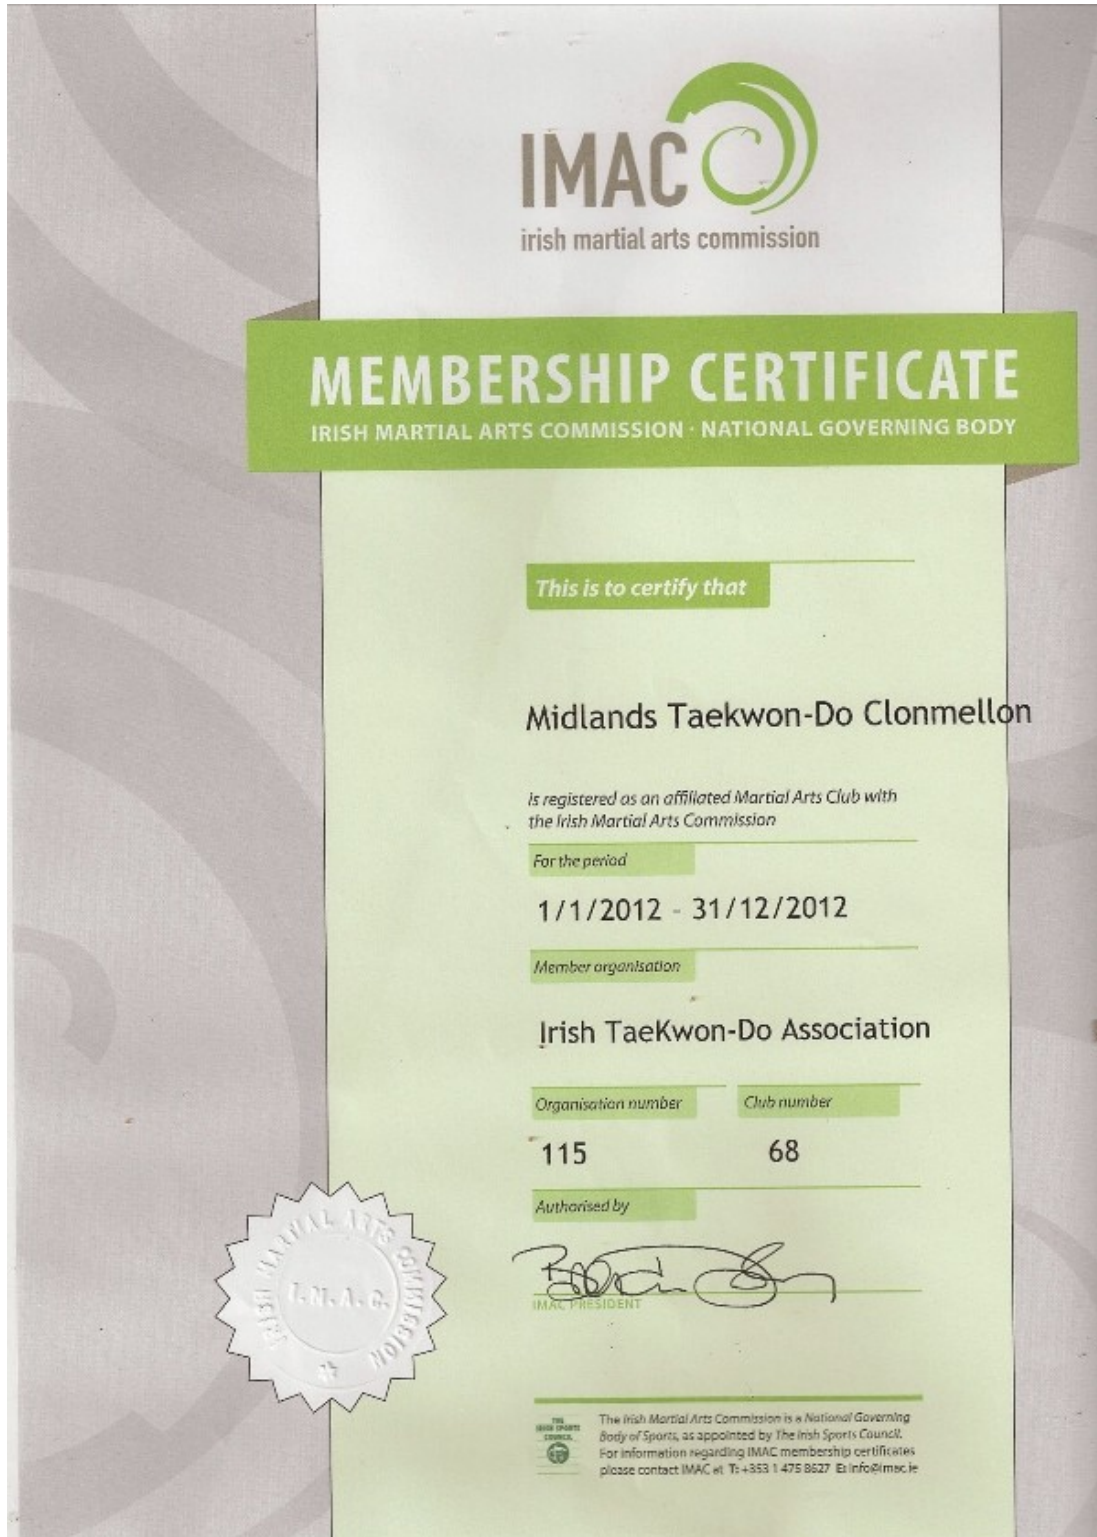 IMAC
irish martial arts commission
MEMBERSHIP CERTIFICATE
IRISH MARTIAL ARTS COMMISSION · NATIONAL GOVERNING BODY
This is to certify that
Midlands Taekwon-Do Clonmellon
is registered as an affiliated Martial Arts Club with
the Irish Martial Arts Commission
For the period
1/1/2012 - 31/12/2012
Member organisation
Irish TaeKwon-Do Association
Organisation number
Club number
115
68
Authorised by
IMAC PRESIDENT
IRISH MARTIAL ARTS COMMISSION
I.M.A.C.
THE
IRISH SPORTS
COUNCIL
The Irish Martial Arts Commission is a National Governing
Body of Sports, as appointed by The Irish Sports Council.
For information regarding IMAC membership certificates
please contact IMAC at T: +353 1 475 8627 E: info@imac.ie